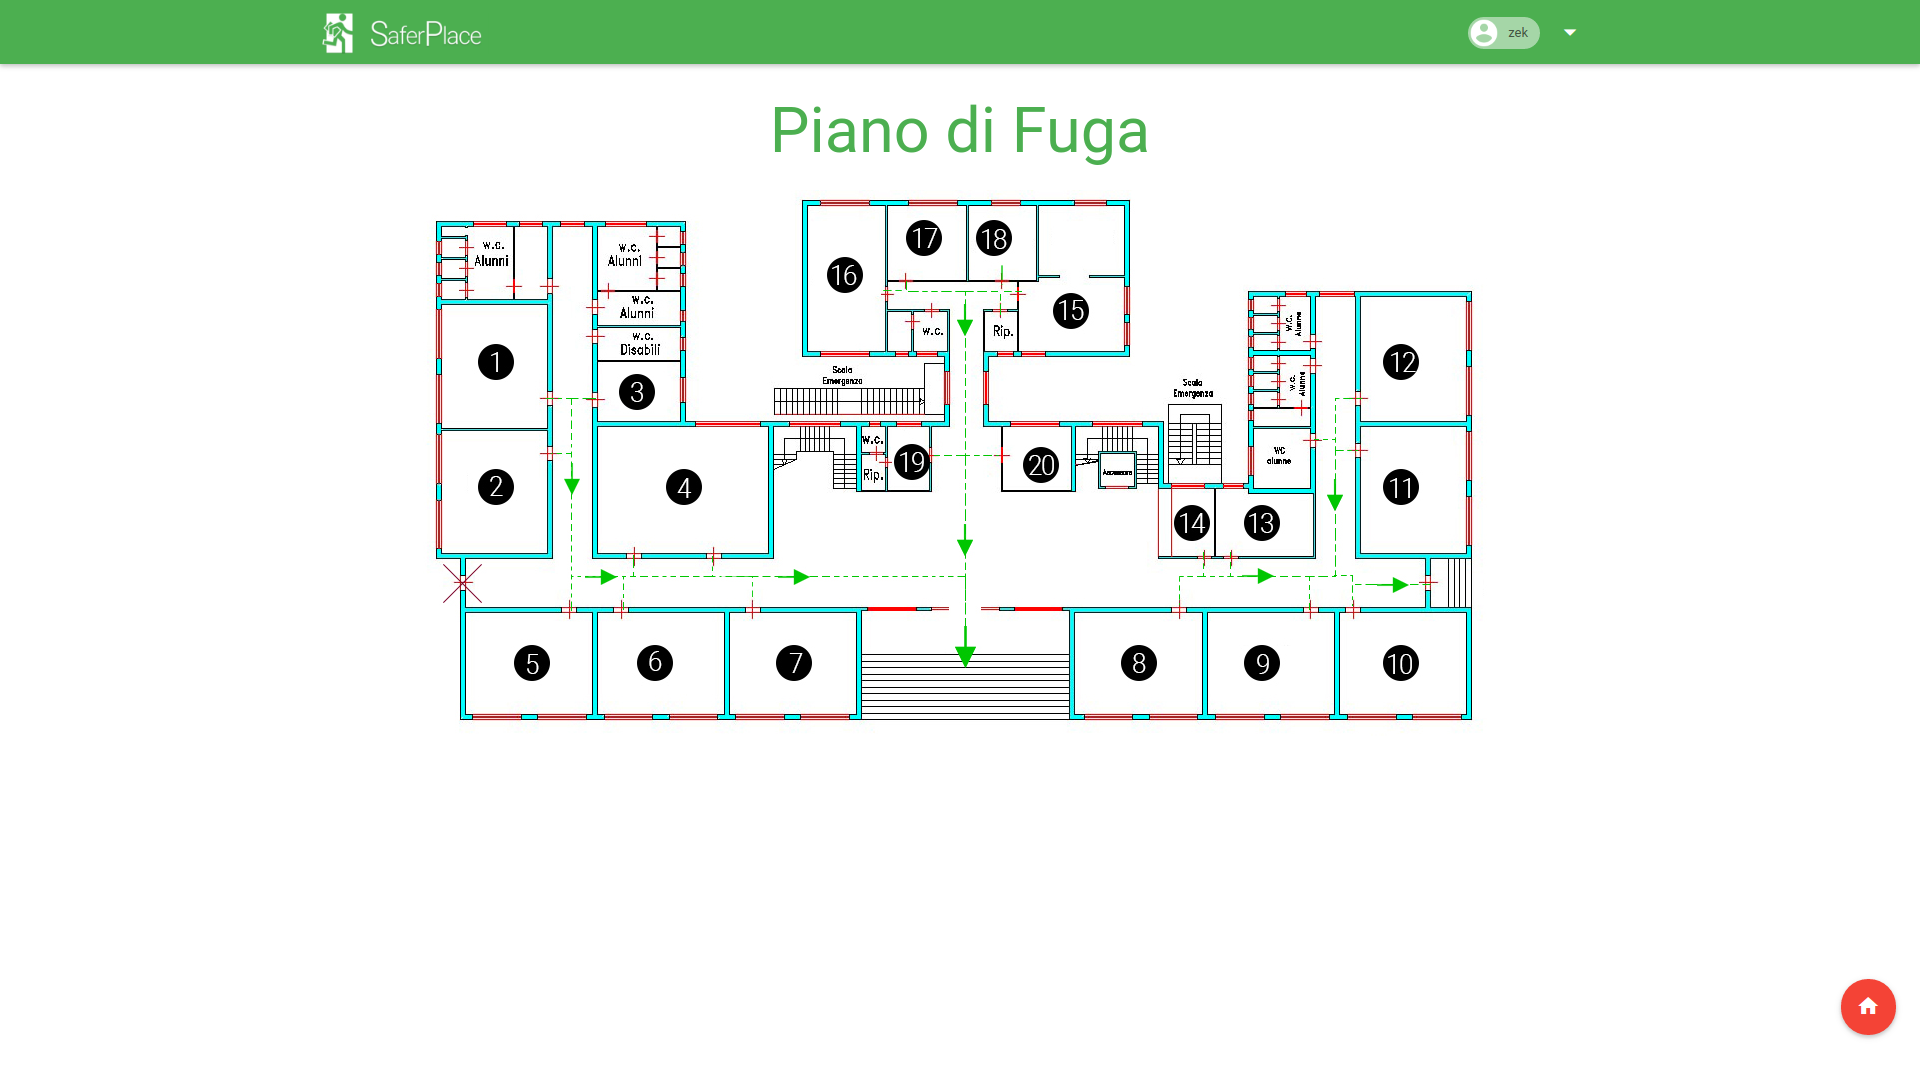 SaferPlace
zek
Piano di Fuga
17
18
w.c.
Alunni
w.c.
Alunni
16
w.c.
Alunni
15
w.c.
Alunne
w.c.
Rip.
w.c.
Disabili
1
12
Scala
Emergenza
Scala
Emergenza
w.c.
Alunne
3
w.c.
19
20
WC
alunne
Rip.
Ascensore
2
4
11
14
13
5
6
7
8
9
10